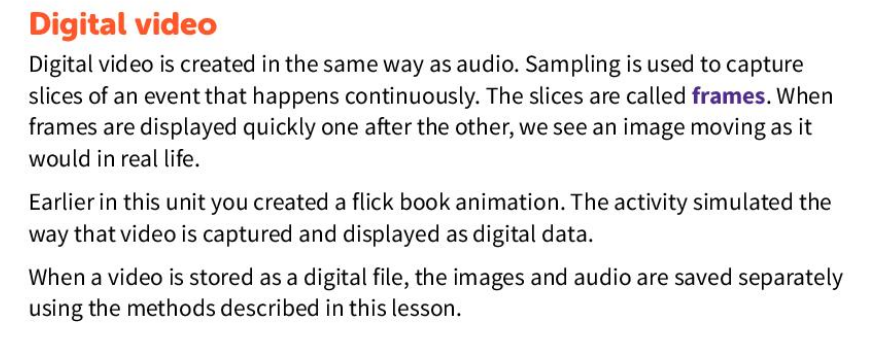 Digital video
Digital video is created in the same way as audio. Sampling is used to capture
slices of an event that happens continuously. The slices are called frames. When
frames are displayed quickly one after the other, we see an image moving as it
would in real life.
Earlier in this unit you created a flick book animation. The activity simulated the
way that video is captured and displayed as digital data.
When a video is stored as a digital file, the images and audio are saved separately
using the methods described in this lesson.